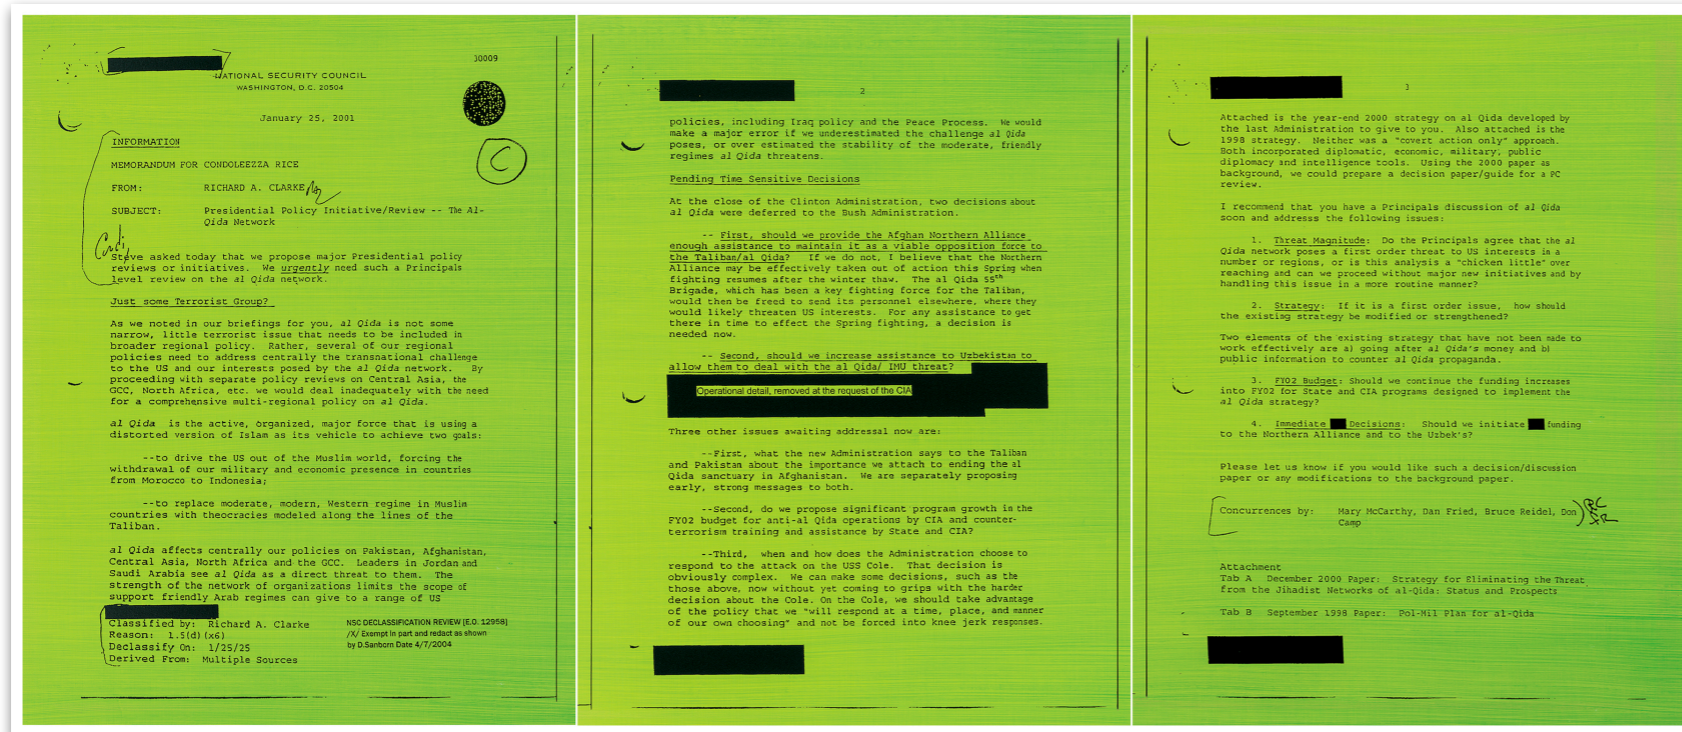 30009
NATIONAL SECURITY COUNCIL
WASHINGTON, D.C. 20504
January 25, 2001
C
INFORMATION
MEMORANDUM FOR CONDOLEEZZA RICE
FROM: RICHARD A. CLARKE
SUBJECT: Presidential Policy Initiative/Review -- The Al-
Qida Network
Condi
Steve asked today that we propose major Presidential policy
reviews or initiatives. We urgently need such a Principals
level review on the al Qida network.
Just some Terrorist Group?
As we noted in our briefings for you, al Qida is not some
narrow, little terrorist issue that needs to be included in
broader regional policy. Rather, several of our regional
policies need to address centrally the transnational challenge
to the US and our interests posed by the al Qida network. By
proceeding with separate policy reviews on Central Asia, the
GCC, North Africa, etc. we would deal inadequately with the need
for a comprehensive multi-regional policy on al Qida.
al Qida is the active, organized, major force that is using a
distorted version of Islam as its vehicle to achieve two goals:
--to drive the US out of the Muslim world, forcing the
withdrawal of our military and economic presence in countries
from Morocco to Indonesia;
--to replace moderate, modern, Western regime in Muslim
countries with theocracies modeled along the lines of the
Taliban.
al Qida affects centrally our policies on Pakistan, Afghanistan,
Central Asia, North Africa and the GCC. Leaders in Jordan and
Saudi Arabia see al Qida as a direct threat to them. The
strength of the network of organizations limits the scope of
support friendly Arab regimes can give to a range of US
Classified by: Richard A. Clarke
Reason: 1.5(d)(x6)
Declassify On: 1/25/25
Derived From: Multiple Sources
NSC DECLASSIFICATION REVIEW [E.O. 12958]
/X/ Exempt in part and redact as shown
by D.Sanborn Date 4/7/2004
2
policies, including Iraq policy and the Peace Process. We would
make a major error if we underestimated the challenge al Qida
poses, or over estimated the stability of the moderate, friendly
regimes al Qida threatens.
Pending Time Sensitive Decisions
At the close of the Clinton Administration, two decisions about
al Qida were deferred to the Bush Administration.
-- First, should we provide the Afghan Northern Alliance
enough assistance to maintain it as a viable opposition force to
the Taliban/al Qida? If we do not, I believe that the Northern
Alliance may be effectively taken out of action this Spring when
fighting resumes after the winter thaw. The al Qida 55th
Brigade, which has been a key fighting force for the Taliban,
would then be freed to send its personnel elsewhere, where they
would likely threaten US interests. For any assistance to get
there in time to effect the Spring fighting, a decision is
needed now.
-- Second, should we increase assistance to Uzbekistan to
allow them to deal with the al Qida/ IMU threat?
Operational detail, removed at the request of the CIA
Three other issues awaiting addressal now are:
--First, what the new Administration says to the Taliban
and Pakistan about the importance we attach to ending the al
Qida sanctuary in Afghanistan. We are separately proposing
early, strong messages to both.
--Second, do we propose significant program growth in the
FY02 budget for anti-al Qida operations by CIA and counter-
terrorism training and assistance by State and CIA?
--Third, when and how does the Administration choose to
respond to the attack on the USS Cole. That decision is
obviously complex. We can make some decisions, such as the
those above, now without yet coming to grips with the harder
decision about the Cole. On the Cole, we should take advantage
of the policy that we "will respond at a time, place, and manner
of our own choosing" and not be forced into knee jerk responses.
3
Attached is the year-end 2000 strategy on al Qida developed by
the last Administration to give to you. Also attached is the
1998 strategy. Neither was a "covert action only" approach.
Both incorporated diplomatic, economic, military, public
diplomacy and intelligence tools. Using the 2000 paper as
background, we could prepare a decision paper/guide for a PC
review.
I recommend that you have a Principals discussion of al Qida
soon and addresss the following issues:
1. Threat Magnitude: Do the Principals agree that the al
Qida network poses a first order threat to US interests in a
number or regions, or is this analysis a "chicken little" over
reaching and can we proceed without major new initiatives and by
handling this issue in a more routine manner?
2. Strategy: If it is a first order issue, how should
the existing strategy be modified or strengthened?
Two elements of the existing strategy that have not been made to
work effectively are a) going after al Qida's money and b)
public information to counter al Qida propaganda.
3. FY02 Budget: Should we continue the funding increases
into FY02 for State and CIA programs designed to implement the
al Qida strategy?
4. Immediate Decisions: Should we initiate funding
to the Northern Alliance and to the Uzbek's?
Please let us know if you would like such a decision/discussion
paper or any modifications to the background paper.
Concurrences by: Mary McCarthy, Dan Fried, Bruce Reidel, Don
Camp
Attachment
Tab A December 2000 Paper: Strategy for Eliminating the Threat
from the Jihadist Networks of al-Qida: Status and Prospects
Tab B September 1998 Paper: Pol-Mil Plan for al-Qida